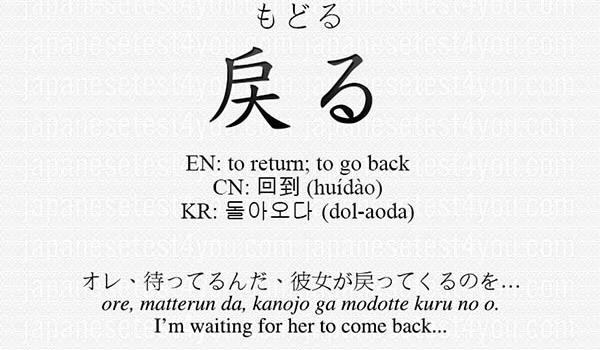 もどる
戻る
EN: to return; to go back
CN: 回到 (huídào)
KR: 돌아오다 (dol-aoda)
オレ、待ってるんだ、彼女が戻ってくるのを…
ore, matterun da, kanojo ga modotte kuru no o.
I'm waiting for her to come back...